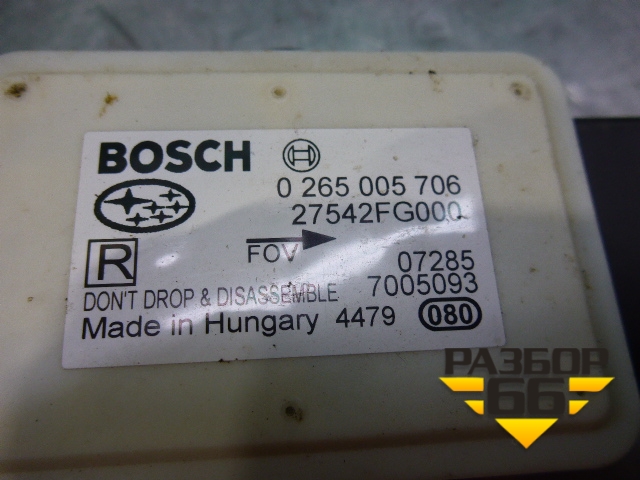 BOSCH
0 265 005 706
27542FG000
R
FOV
07285
DON'T DROP & DISASSEMBLE 7005093
Made in Hungary 4479 080
РАЗБОР
66